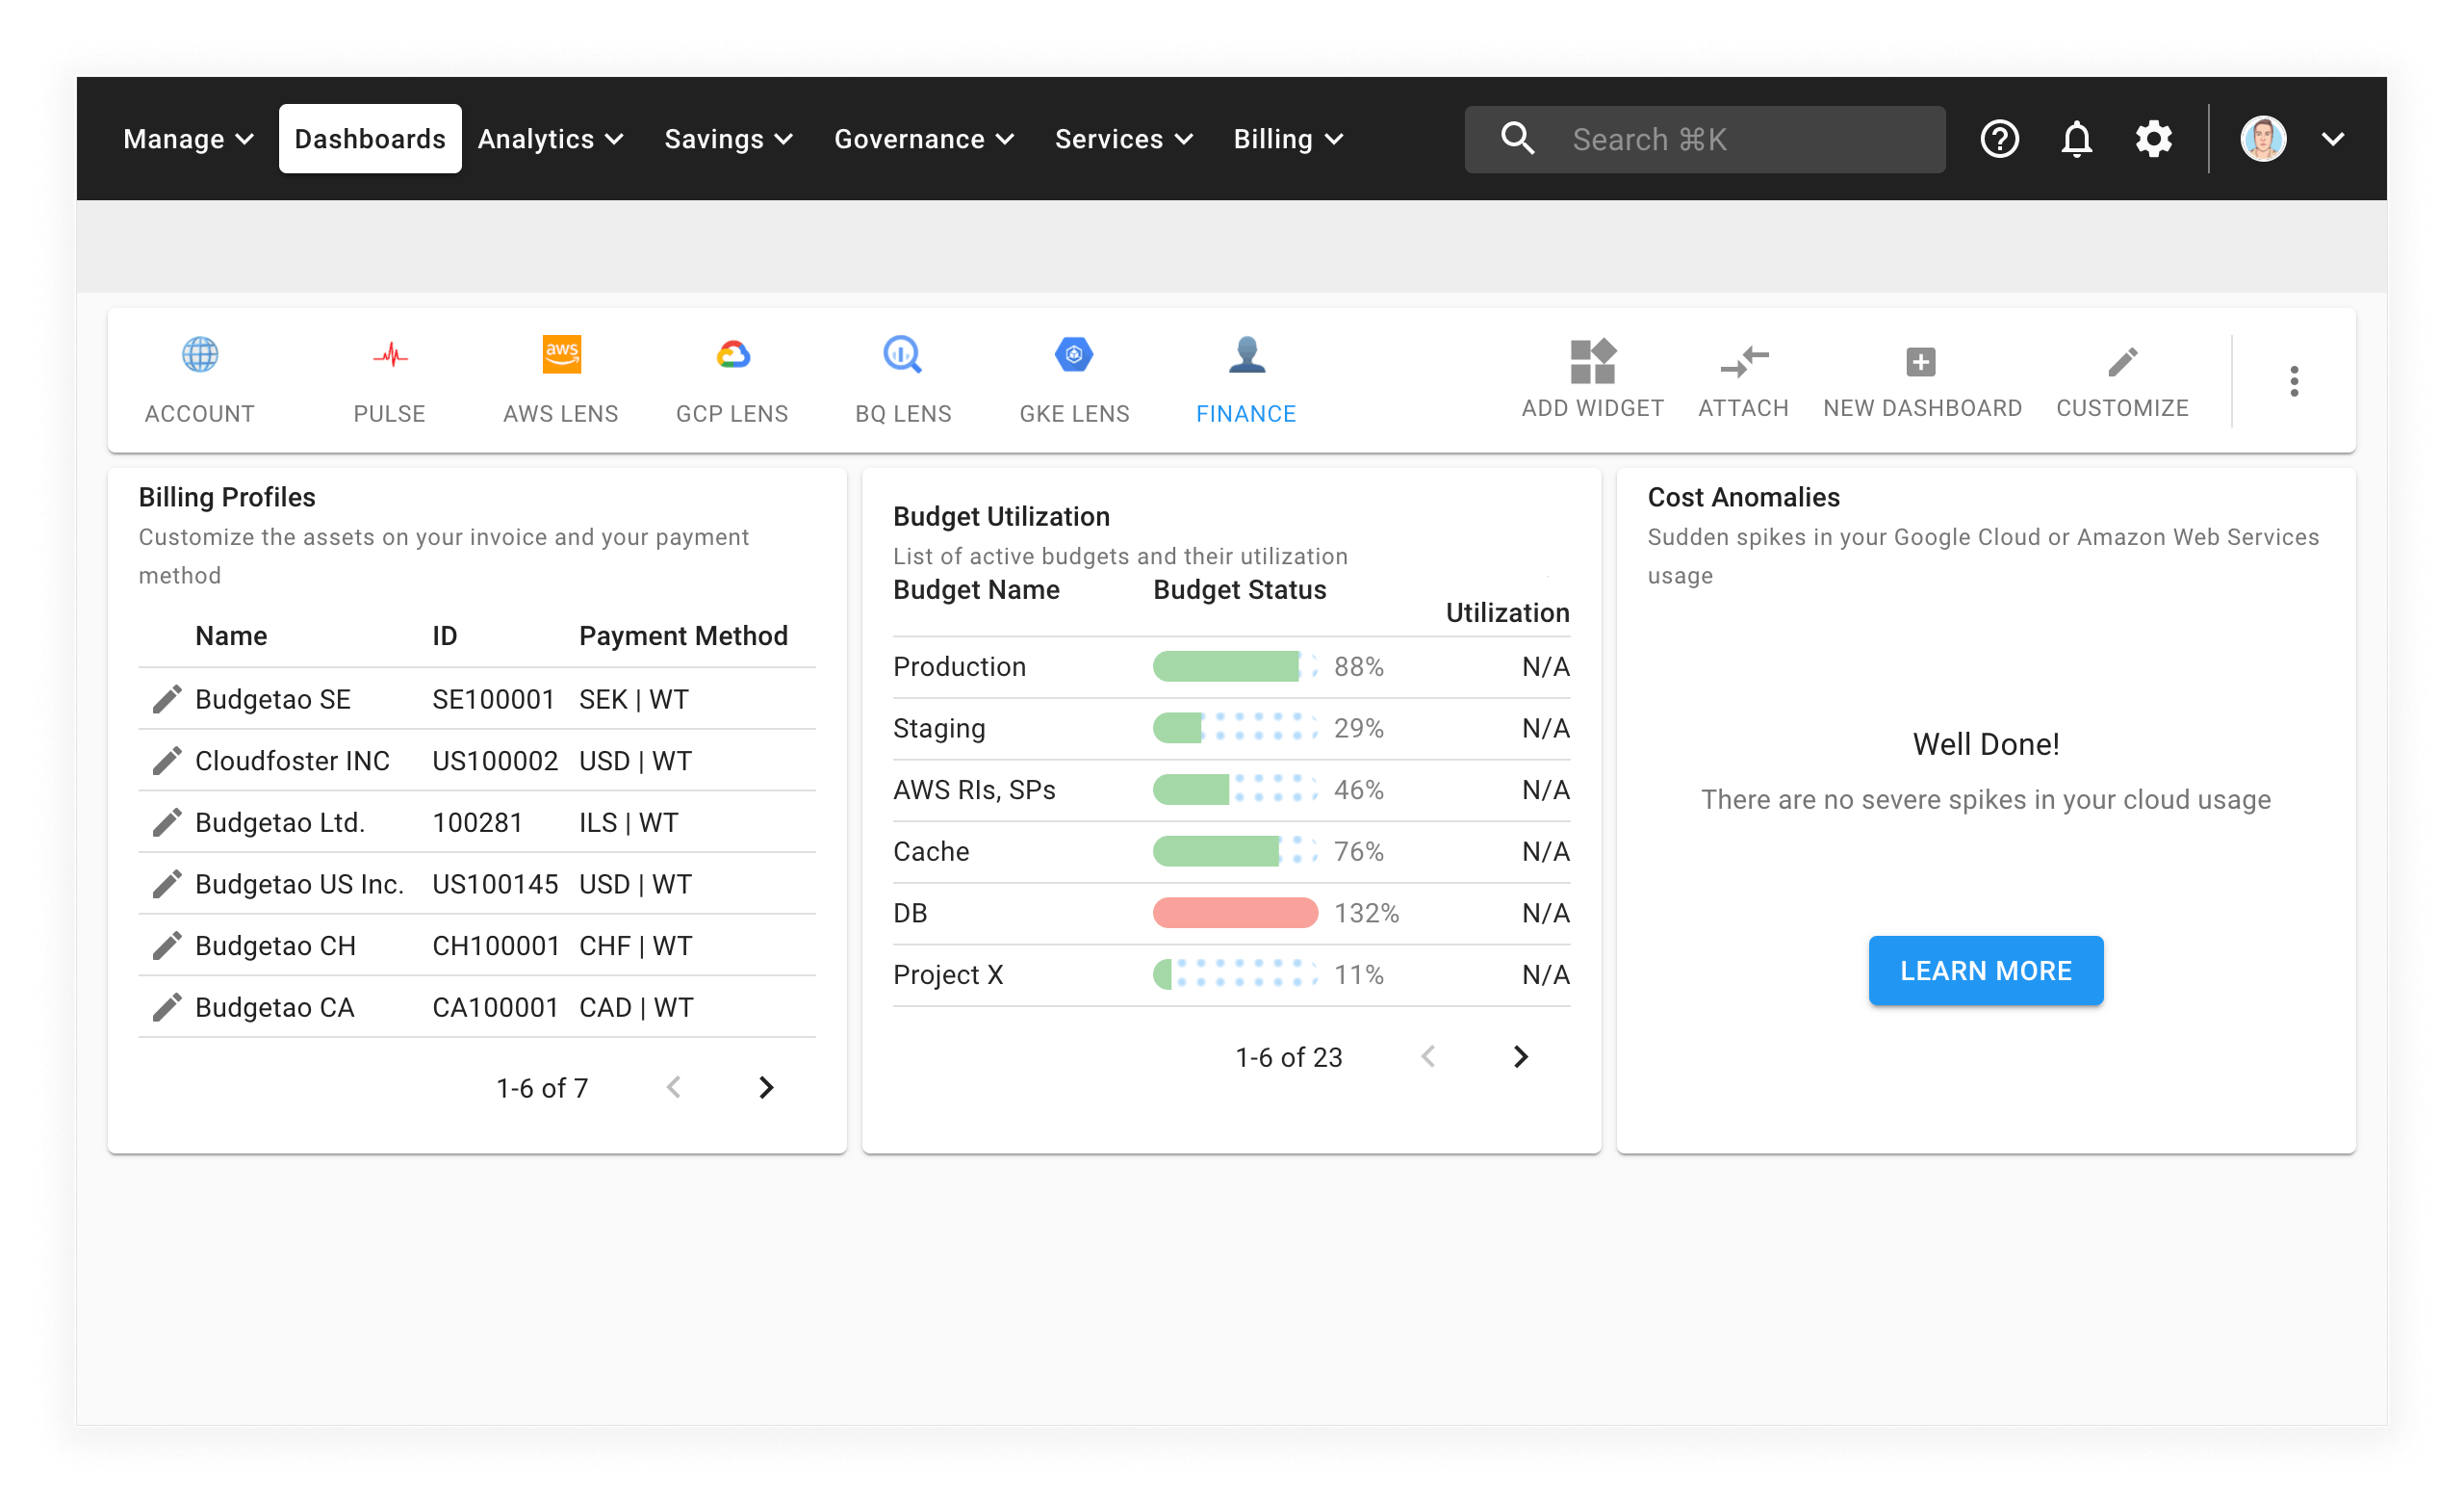 Manage Dashboards Analytics Savings Governance Services Billing Search ⌘K
aws
ACCOUNT PULSE AWS LENS GCP LENS BQ LENS GKE LENS FINANCE ADD WIDGET ATTACH NEW DASHBOARD CUSTOMIZE
Billing Profiles
Customize the assets on your invoice and your payment
method
Name ID Payment Method
Budgetao SE SE100001 SEK | WT
Cloudfoster INC US100002 USD | WT
Budgetao Ltd. 100281 ILS | WT
Budgetao US Inc. US100145 USD | WT
Budgetao CH CH100001 CHF | WT
Budgetao CA CA100001 CAD | WT
1-6 of 7
Budget Utilization
List of active budgets and their utilization
Budget Name Budget Status
Utilization
Production 88% N/A
Staging 29% N/A
AWS RIs, SPs 46% N/A
Cache 76% N/A
DB 132% N/A
Project X 11% N/A
1-6 of 23
Cost Anomalies
Sudden spikes in your Google Cloud or Amazon Web Services
usage
Well Done!
There are no severe spikes in your cloud usage
LEARN MORE